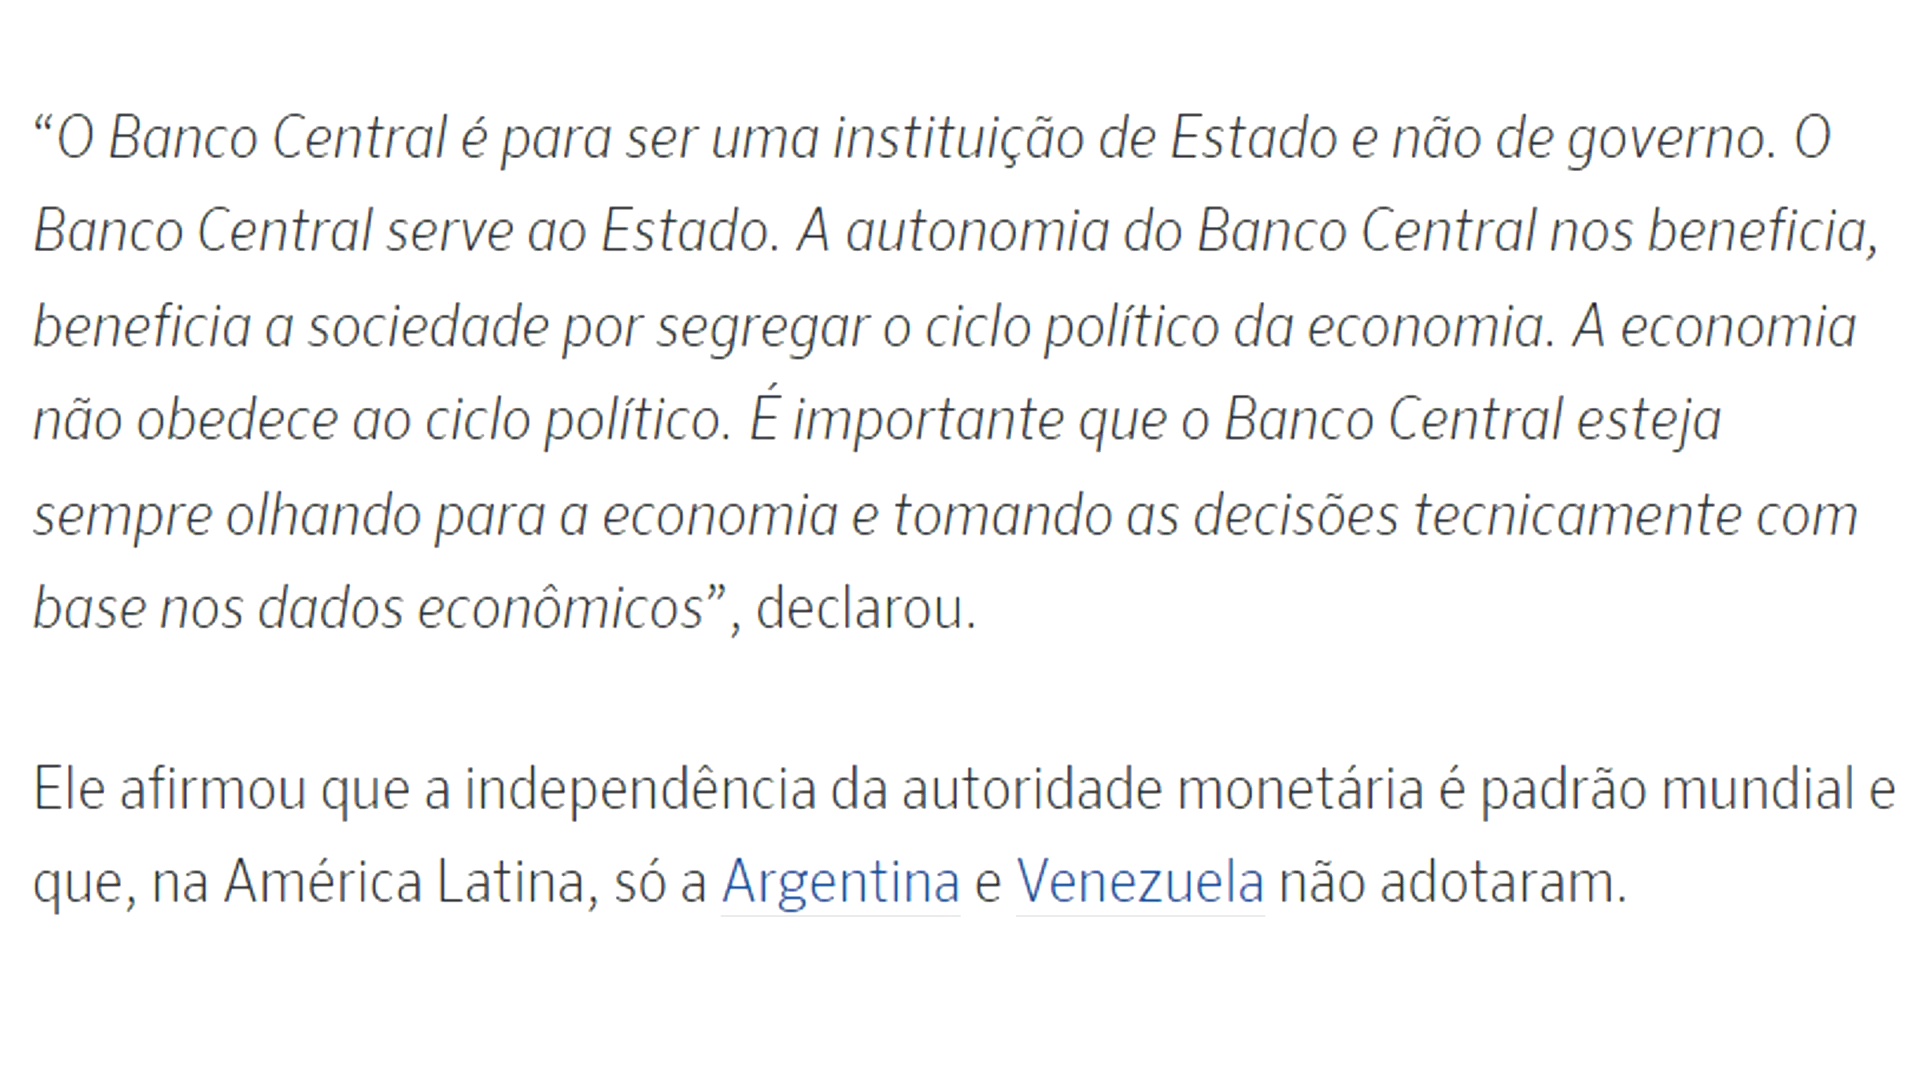 “O Banco Central é para ser uma instituição de Estado e não de governo. O
Banco Central serve ao Estado. A autonomia do Banco Central nos beneficia,
beneficia a sociedade por segregar o ciclo político da economia. A economia
não obedece ao ciclo político. É importante que o Banco Central esteja
sempre olhando para a economia e tomando as decisões tecnicamente com
base nos dados econômicos”, declarou.
Ele afirmou que a independência da autoridade monetária é padrão mundial e
que, na América Latina, só a Argentina e Venezuela não adotaram.